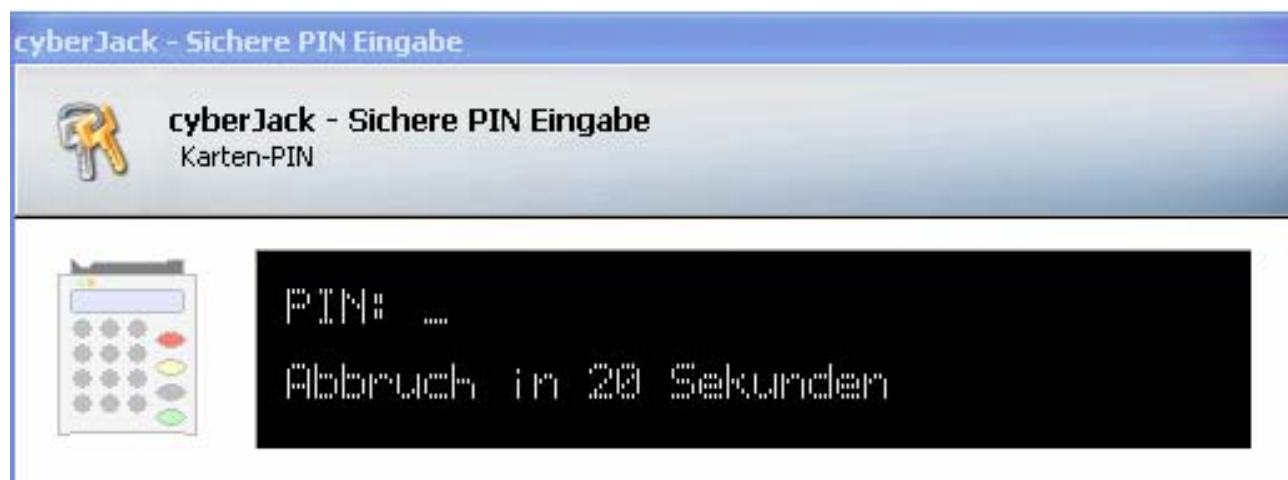 cyberJack - Sichere PIN Eingabe
cyberJack - Sichere PIN Eingabe
Karten-PIN
PIN: _
Abbruch in 20 Sekunden